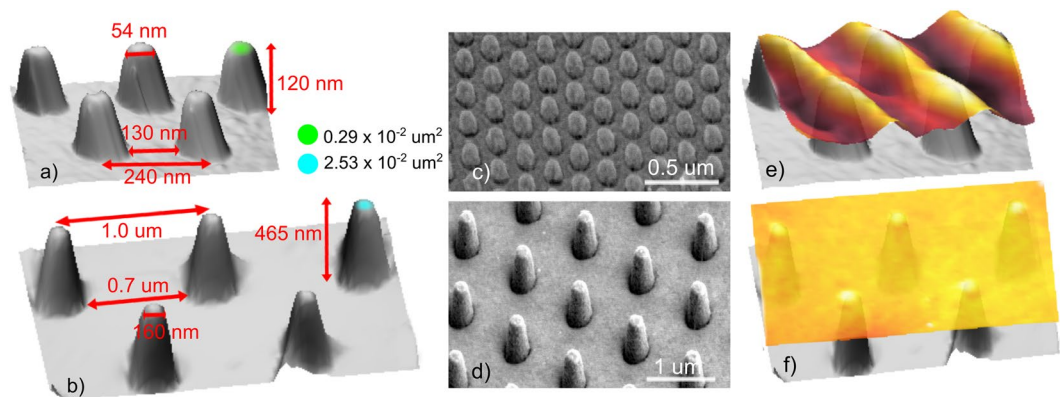 54 nm
120 nm
130 nm
240 nm
a)
0.29 x 10-2 um2
2.53 x 10-2 um2
1.0 um
465 nm
0.7 um
160 nm
b)
c)
0.5 um
d)
1 um
e)
f)